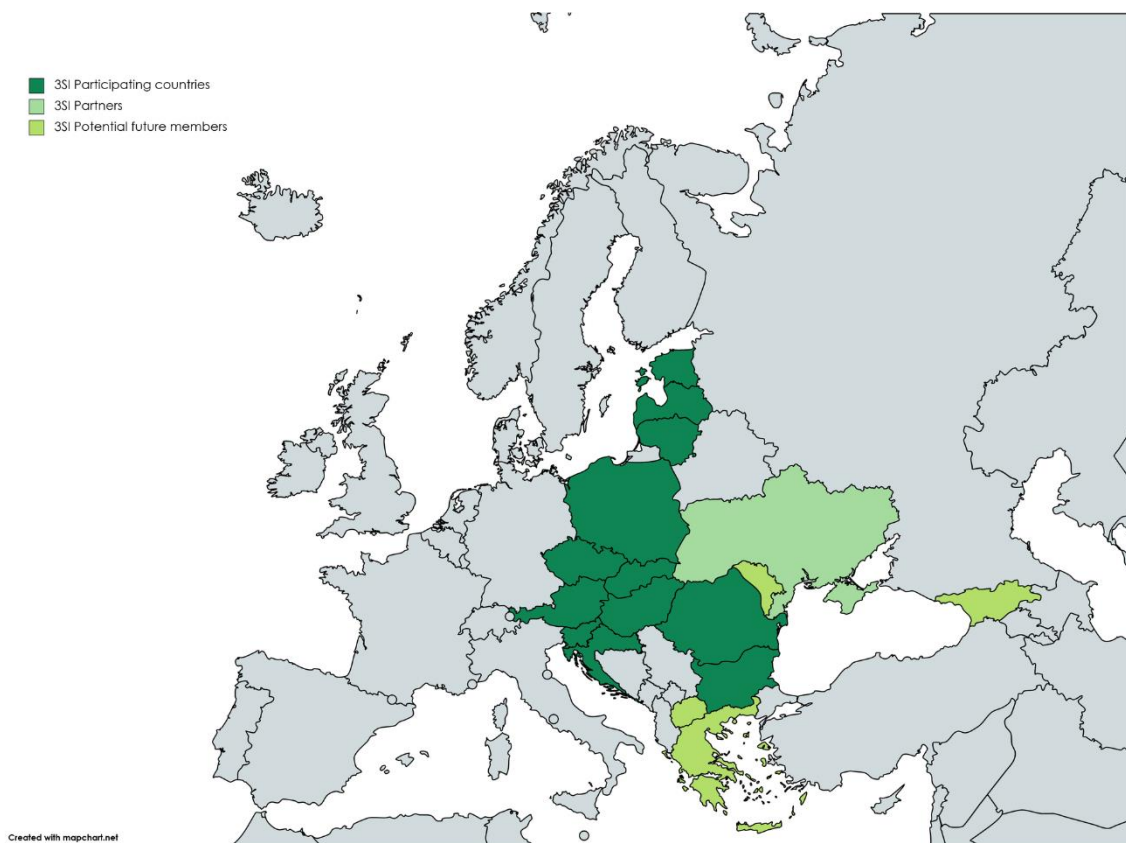 3SI Participating countries
3SI Partners
3SI Potential future members
Created with mapchart.net